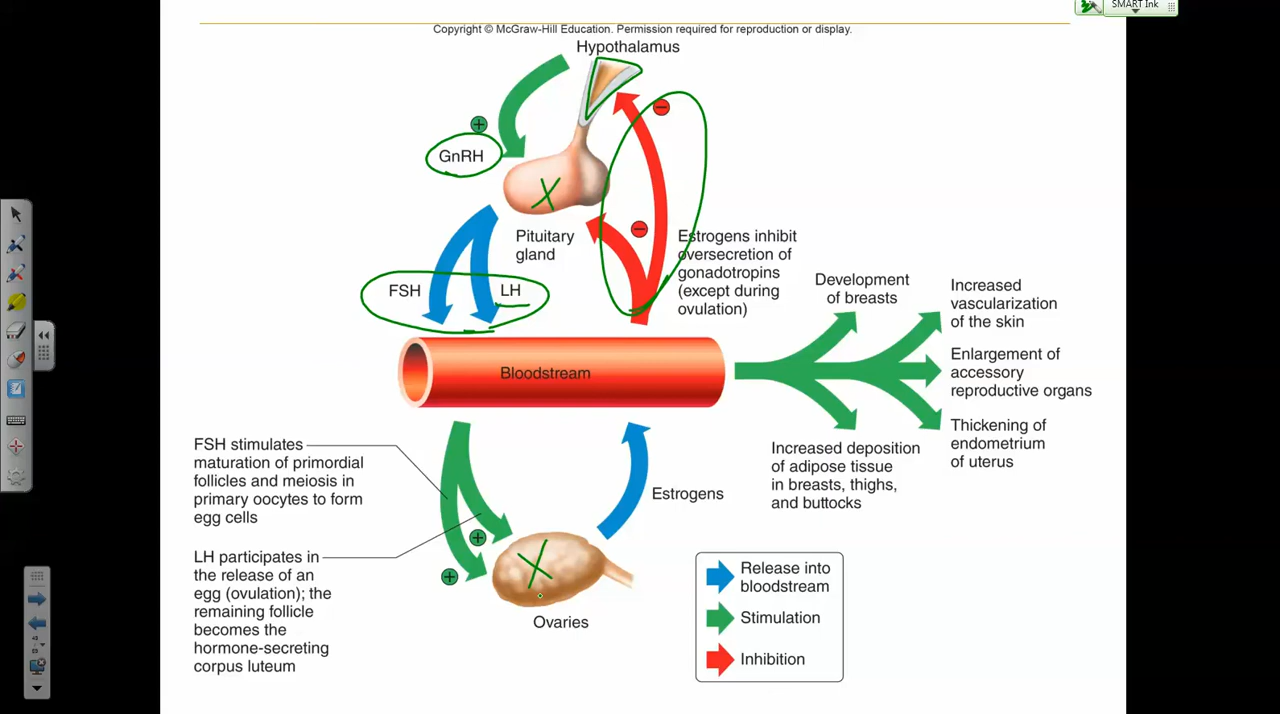 SMART Ink
Copyright © McGraw-Hill Education. Permission required for reproduction or display.
Hypothalamus
+
GnRH
−
Pituitary
gland
−
Estrogens inhibit
oversecretion of
gonadotropins
(except during
ovulation)
FSH
LH
Development
of breasts
Increased
vascularization
of the skin
Enlargement of
accessory
reproductive organs
Thickening of
endometrium
of uterus
Increased deposition
of adipose tissue
in breasts, thighs,
and buttocks
Bloodstream
FSH stimulates
maturation of primordial
follicles and meiosis in
primary oocytes to form
egg cells
LH participates in
the release of an
egg (ovulation); the
remaining follicle
becomes the
hormone-secreting
corpus luteum
+
+
Estrogens
Ovaries
Release into
bloodstream
Stimulation
Inhibition